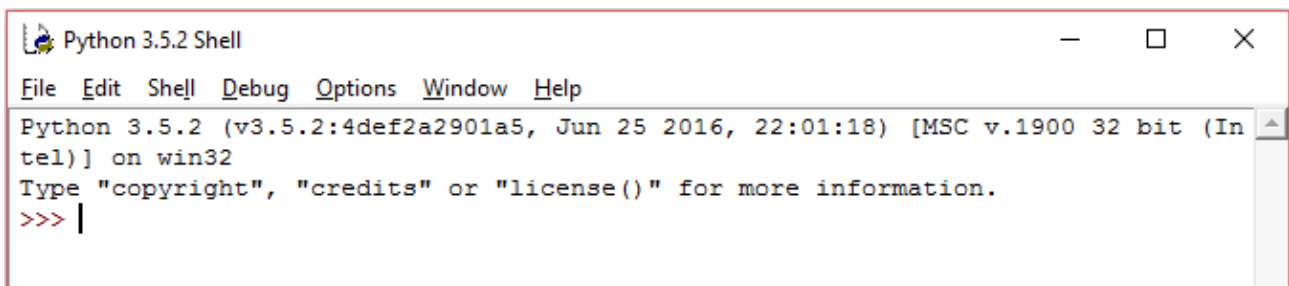 Python 3.5.2 Shell
File Edit Shell Debug Options Window Help
Python 3.5.2 (v3.5.2:4def2a2901a5, Jun 25 2016, 22:01:18) [MSC v.1900 32 bit (In
tel)] on win32
Type "copyright", "credits" or "license()" for more information.
>>>